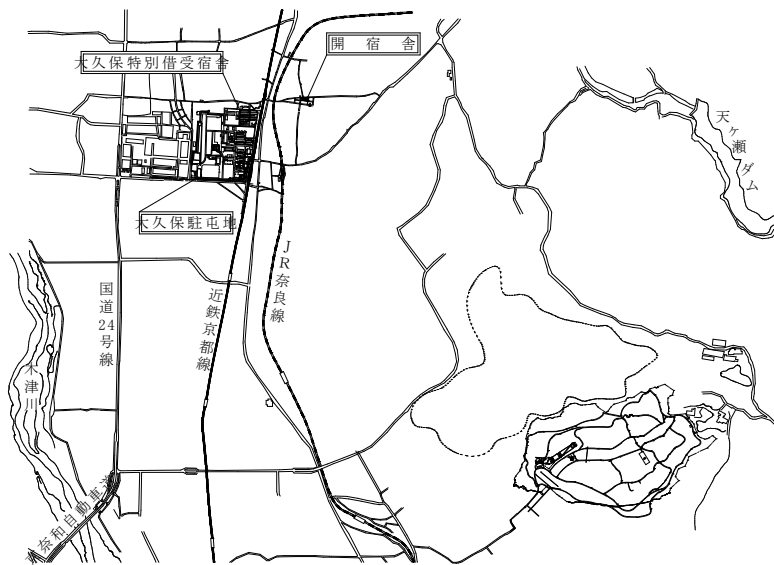 開宿舎
大久保特別借受宿舎
天ヶ瀬ダム
大久保駐屯地
JR奈良線
国道24号線
近鉄京都線
木津川
奈和自動車道